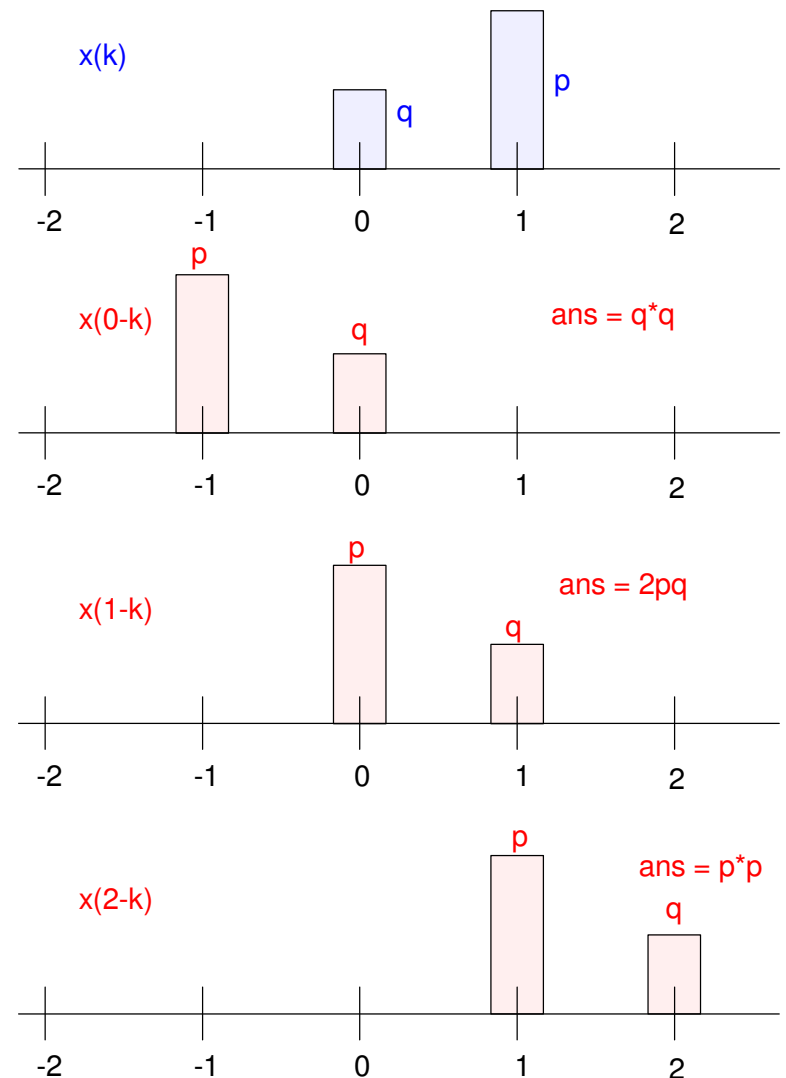 x(k)
p
q
-2 -1 0 1 2
p
x(0-k)
ans = q*q
q
-2 -1 0 1 2
p
ans = 2pq
x(1-k)
q
-2 -1 0 1 2
p
ans = p*p
x(2-k)
q
-2 -1 0 1 2